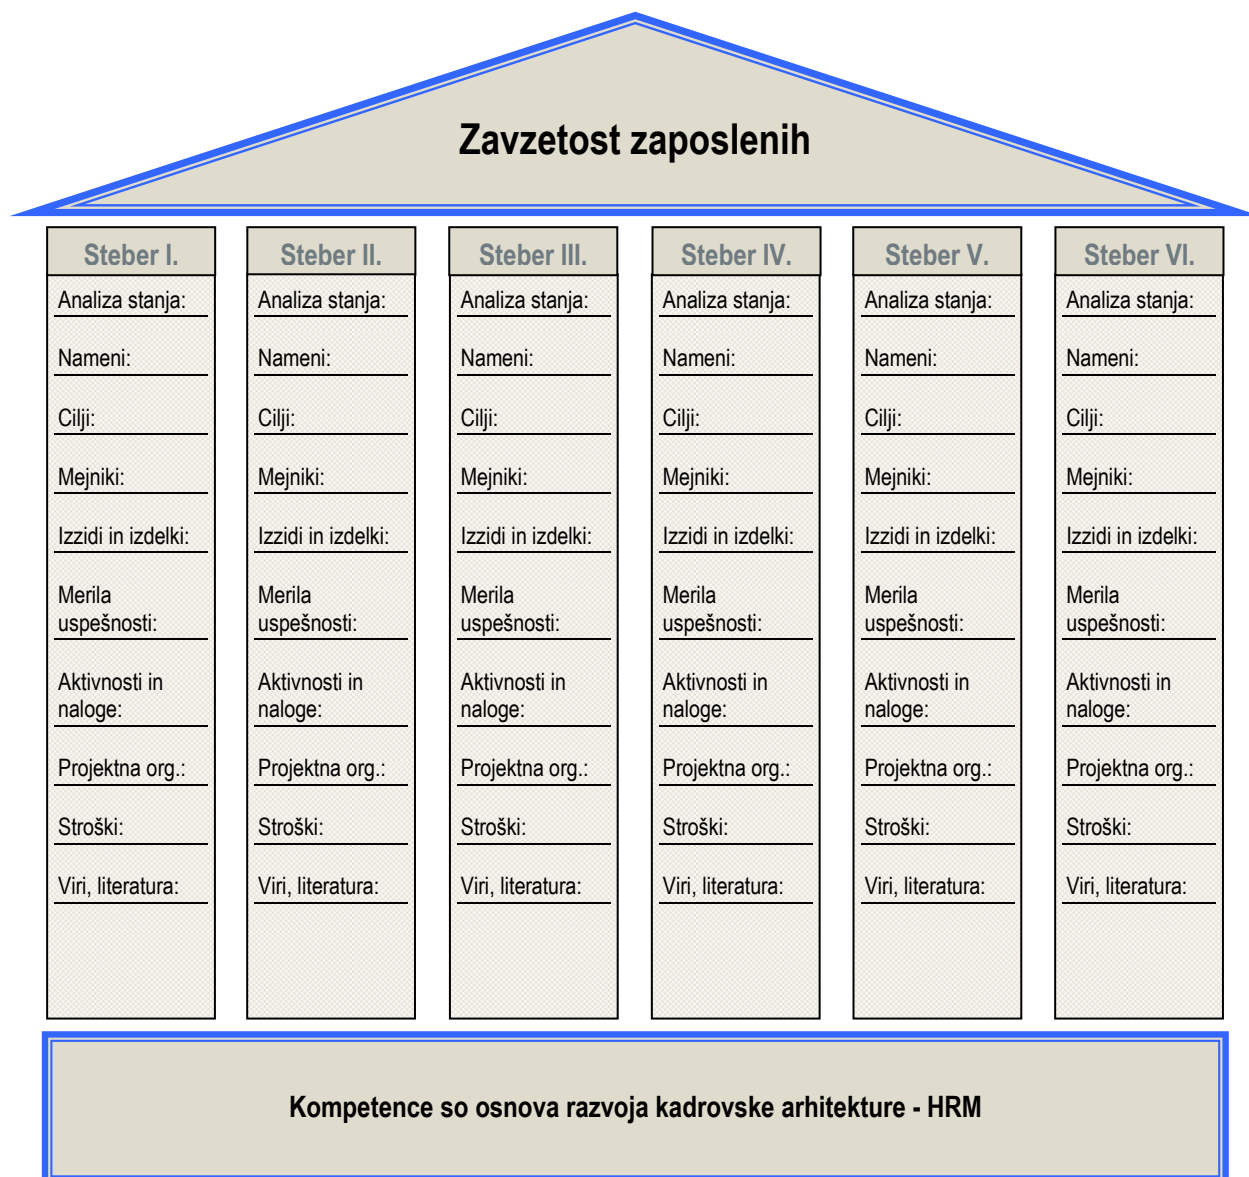 Zavzetost zaposlenih
Steber I.
Analiza stanja:
Nameni:
Cilji:
Mejniki:
Izzidi in izdelki:
Merila
uspešnosti:
Aktivnosti in
naloge:
Projektna org.:
Stroški:
Viri, literatura:
Steber II.
Analiza stanja:
Nameni:
Cilji:
Mejniki:
Izzidi in izdelki:
Merila
uspešnosti:
Aktivnosti in
naloge:
Projektna org.:
Stroški:
Viri, literatura:
Steber III.
Analiza stanja:
Nameni:
Cilji:
Mejniki:
Izzidi in izdelki:
Merila
uspešnosti:
Aktivnosti in
naloge:
Projektna org.:
Stroški:
Viri, literatura:
Steber IV.
Analiza stanja:
Nameni:
Cilji:
Mejniki:
Izzidi in izdelki:
Merila
uspešnosti:
Aktivnosti in
naloge:
Projektna org.:
Stroški:
Viri, literatura:
Steber V.
Analiza stanja:
Nameni:
Cilji:
Mejniki:
Izzidi in izdelki:
Merila
uspešnosti:
Aktivnosti in
naloge:
Projektna org.:
Stroški:
Viri, literatura:
Steber VI.
Analiza stanja:
Nameni:
Cilji:
Mejniki:
Izzidi in izdelki:
Merila
uspešnosti:
Aktivnosti in
naloge:
Projektna org.:
Stroški:
Viri, literatura:
Kompetence so osnova razvoja kadrovske arhitekture - HRM